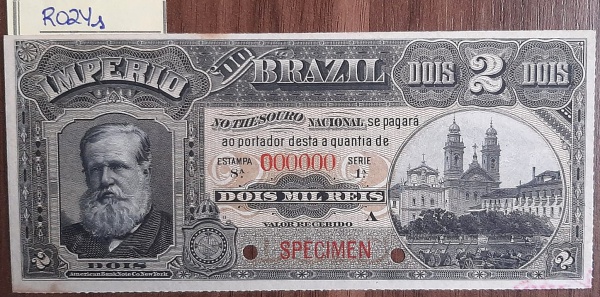 R024s
IMPERIO DO BRAZIL
DOIS 2 DOIS
NO THESOURO NACIONAL se pagará
ao portador desta a quantia de
ESTAMPA 000000 SERIE
8ª 1ª
DOIS MIL REIS
A
VALOR RECEBIDO
SPECIMEN
2 DOIS 2
American Bank Note Co. New York.